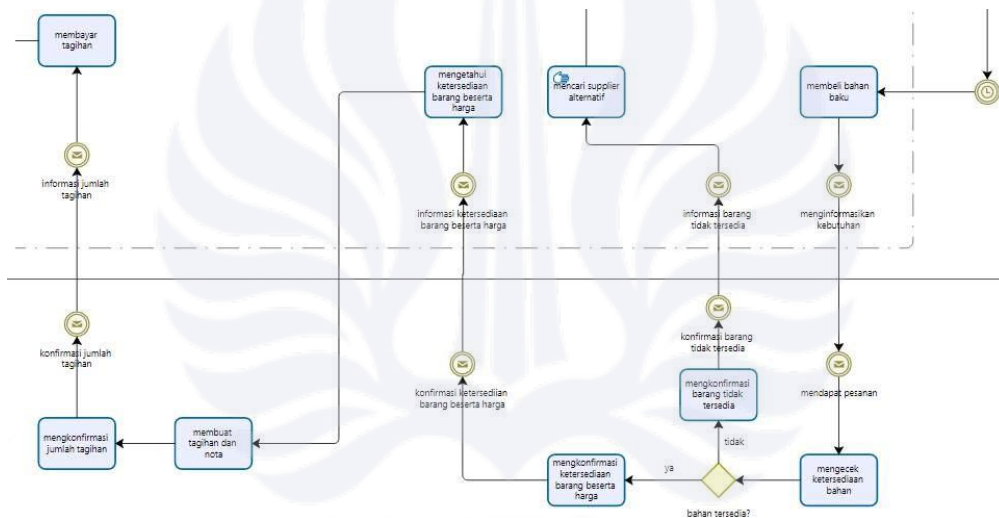 membayar
tagihan
mengetahui
ketersediaan
barang beserta
harga
mencari supplier
alternatif
membeli bahan
baku
informasi jumlah
tagihan
informasi ketersediaan
barang beserta harga
informasi barang
tidak tersedia
menginformasikan
kebutuhan
konfirmasi jumlah
tagihan
konfirmasi ketersediian
barang beserta harga
konfirmasi barang
tidak tersedia
mendapat pesanan
mengkonfirmasi
barang tidak
tersedia
mengkonfirmasi
jumlah tagihan
membuat
tagihan dan
nota
mengkonfirmasi
ketersediaan
barang beserta
harga
ya
tidak
bahan tersedia?
mengecek
ketersediaan
bahan